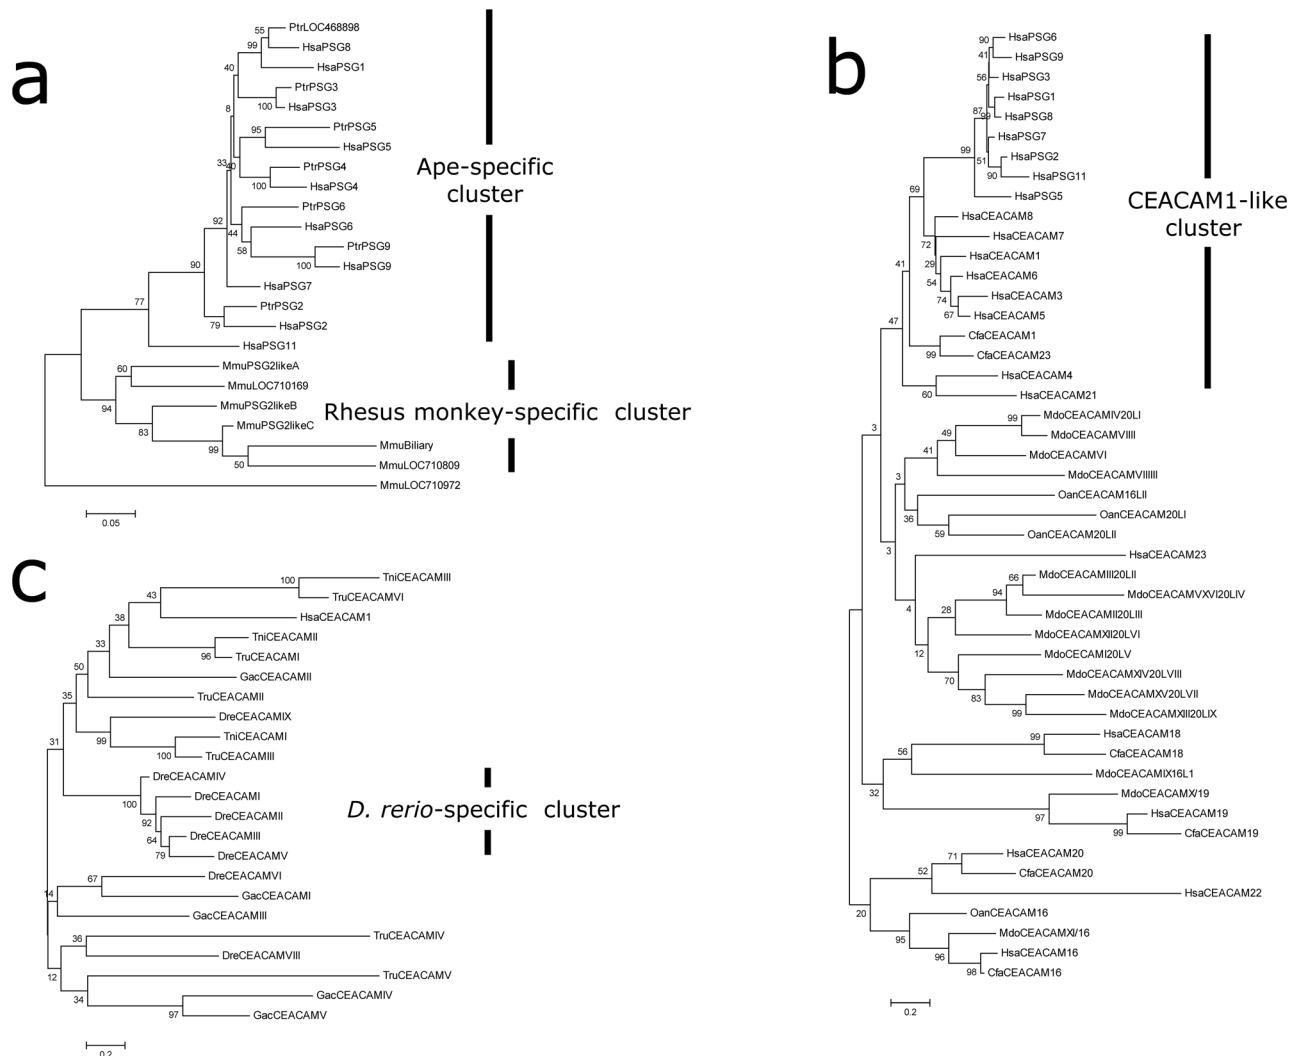 a
55
PtrLOC468898
99
HsaPSG8
40
HsaPSG1
PtrPSG3
100
HsaPSG3
8
95
PtrPSG5
HsaPSG5
33
40
PtrPSG4
100
HsaPSG4
PtrPSG6
92
44
HsaPSG6
58
PtrPSG9
100
HsaPSG9
90
HsaPSG7
PtrPSG2
79
HsaPSG2
77
HsaPSG11
MmuPSG2likeA
60
MmuLOC710169
94
MmuPSG2likeB
83
MmuPSG2likeC
99
MmuBiliary
50
MmuLOC710809
MmuLOC710972
0.05
Ape-specific
cluster
Rhesus monkey-specific cluster
b
90
HsaPSG6
41
HsaPSG9
56
HsaPSG3
HsaPSG1
87
99
HsaPSG8
HsaPSG7
99
51
HsaPSG2
90
HsaPSG11
HsaPSG5
69
HsaCEACAM8
72
HsaCEACAM7
29
HsaCEACAM1
41
54
HsaCEACAM6
74
HsaCEACAM3
67
HsaCEACAM5
47
CfaCEACAM1
99
CfaCEACAM23
HsaCEACAM4
60
HsaCEACAM21
CEACAM1-like
cluster
99
MdoCEACAMIV20LI
49
MdoCEACAMVIIII
3
41
MdoCEACAMVI
MdoCEACAMVIIIIII
3
OanCEACAM16LII
36
OanCEACAM20LI
59
OanCEACAM20LII
3
HsaCEACAM23
66
MdoCEACAMIII20LII
94
MdoCEACAMVXVI20LIV
4
28
MdoCEACAMII20LIII
MdoCEACAMXII20LVI
12
MdoCECAMI20LV
70
MdoCEACAMXIV20LVIII
83
MdoCEACAMXV20LVII
99
MdoCEACAMXIII20LIX
99
HsaCEACAM18
56
CfaCEACAM18
MdoCEACAMIX16L1
32
MdoCEACAMX/19
97
HsaCEACAM19
99
CfaCEACAM19
71
HsaCEACAM20
52
CfaCEACAM20
HsaCEACAM22
20
OanCEACAM16
95
MdoCEACAMXI/16
96
HsaCEACAM16
98
CfaCEACAM16
0.2
c
100
TniCEACAMIII
43
TruCEACAMVI
38
HsaCEACAM1
TniCEACAMII
33
96
TruCEACAMI
50
GacCEACAMII
TruCEACAMII
35
DreCEACAMIX
99
TniCEACAMI
100
TruCEACAMIII
31
DreCEACAMIV
100
DreCEACAMI
92
DreCEACAMII
64
DreCEACAMIII
79
DreCEACAMV
D. rerio-specific cluster
67
DreCEACAMVI
14
GacCEACAMI
GacCEACAMIII
36
TruCEACAMIV
DreCEACAMVIII
12
TruCEACAMV
34
GacCEACAMIV
97
GacCEACAMV
0.2